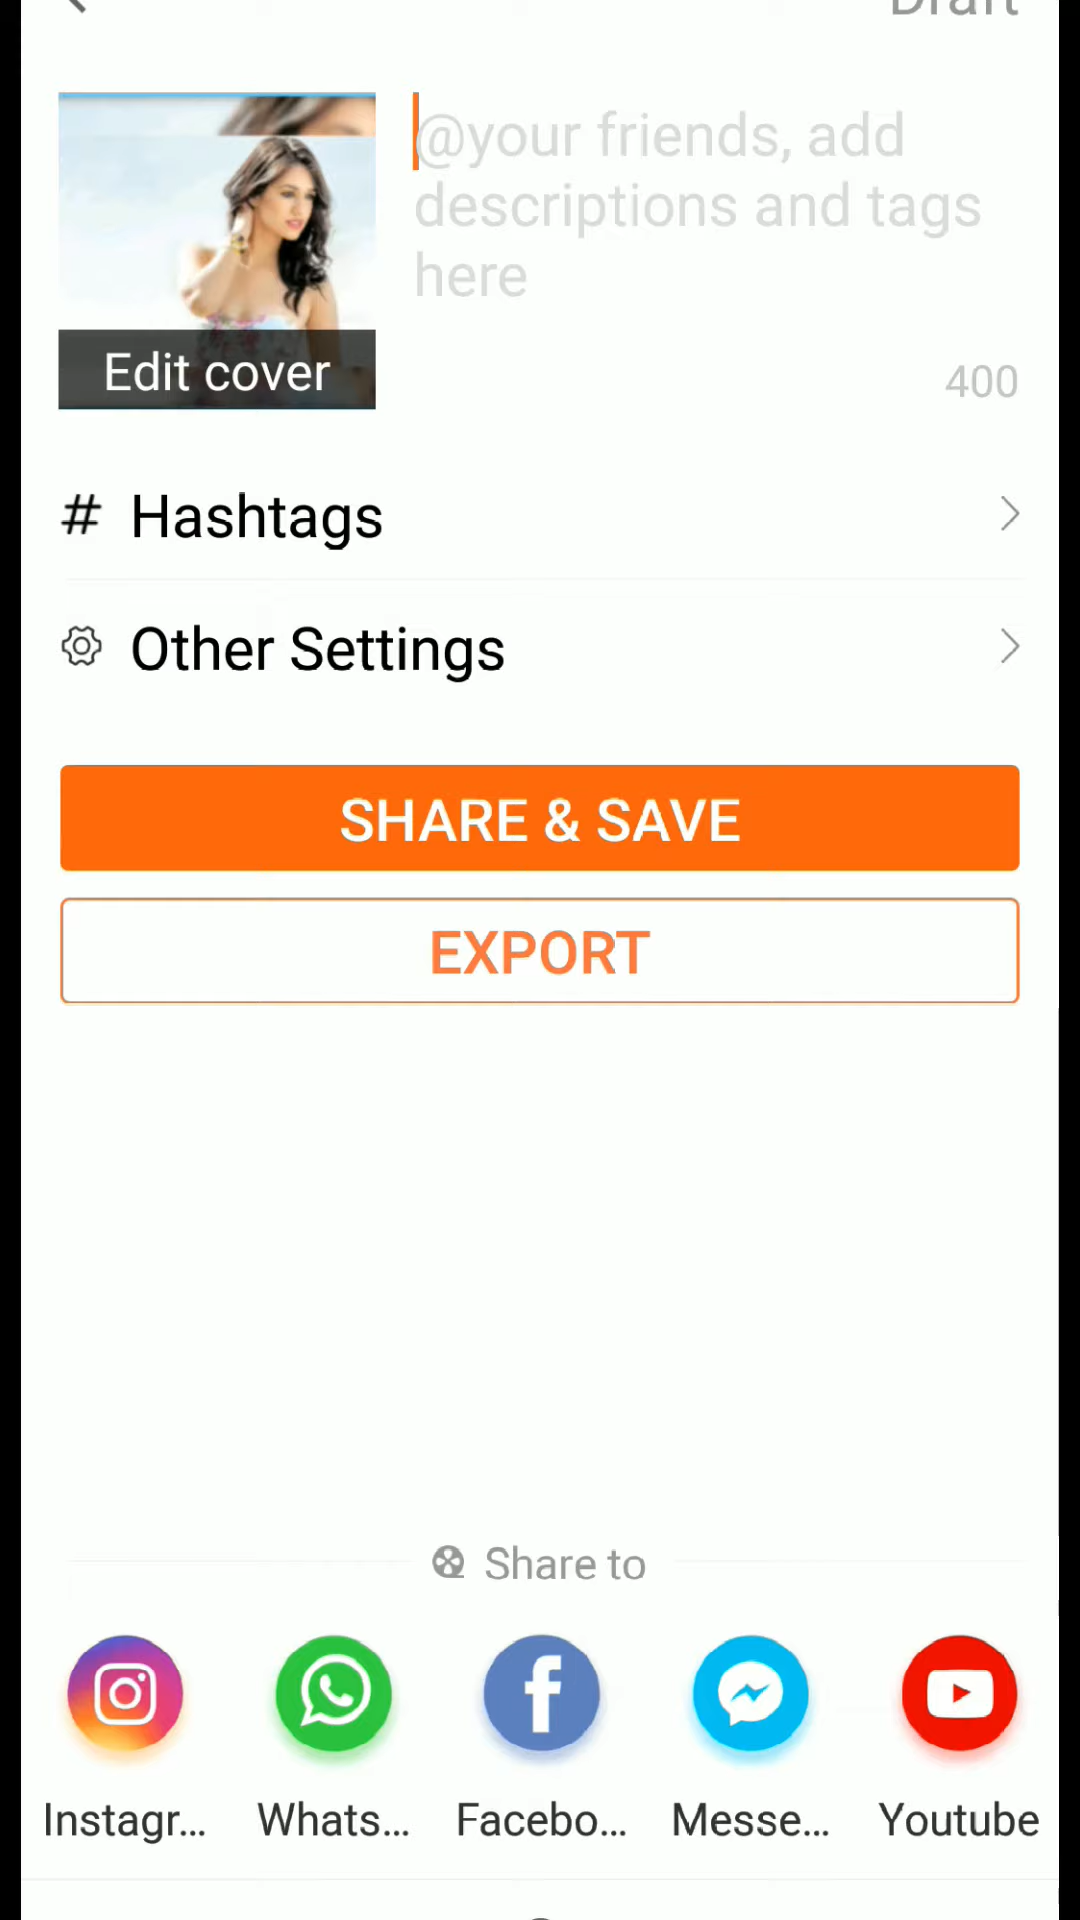 Draft
@your friends, add
descriptions and tags
here
Edit cover
400
# Hashtags
Other Settings
SHARE & SAVE
EXPORT
Share to
Instagr...
Whats...
Facebo...
Messe...
Youtube